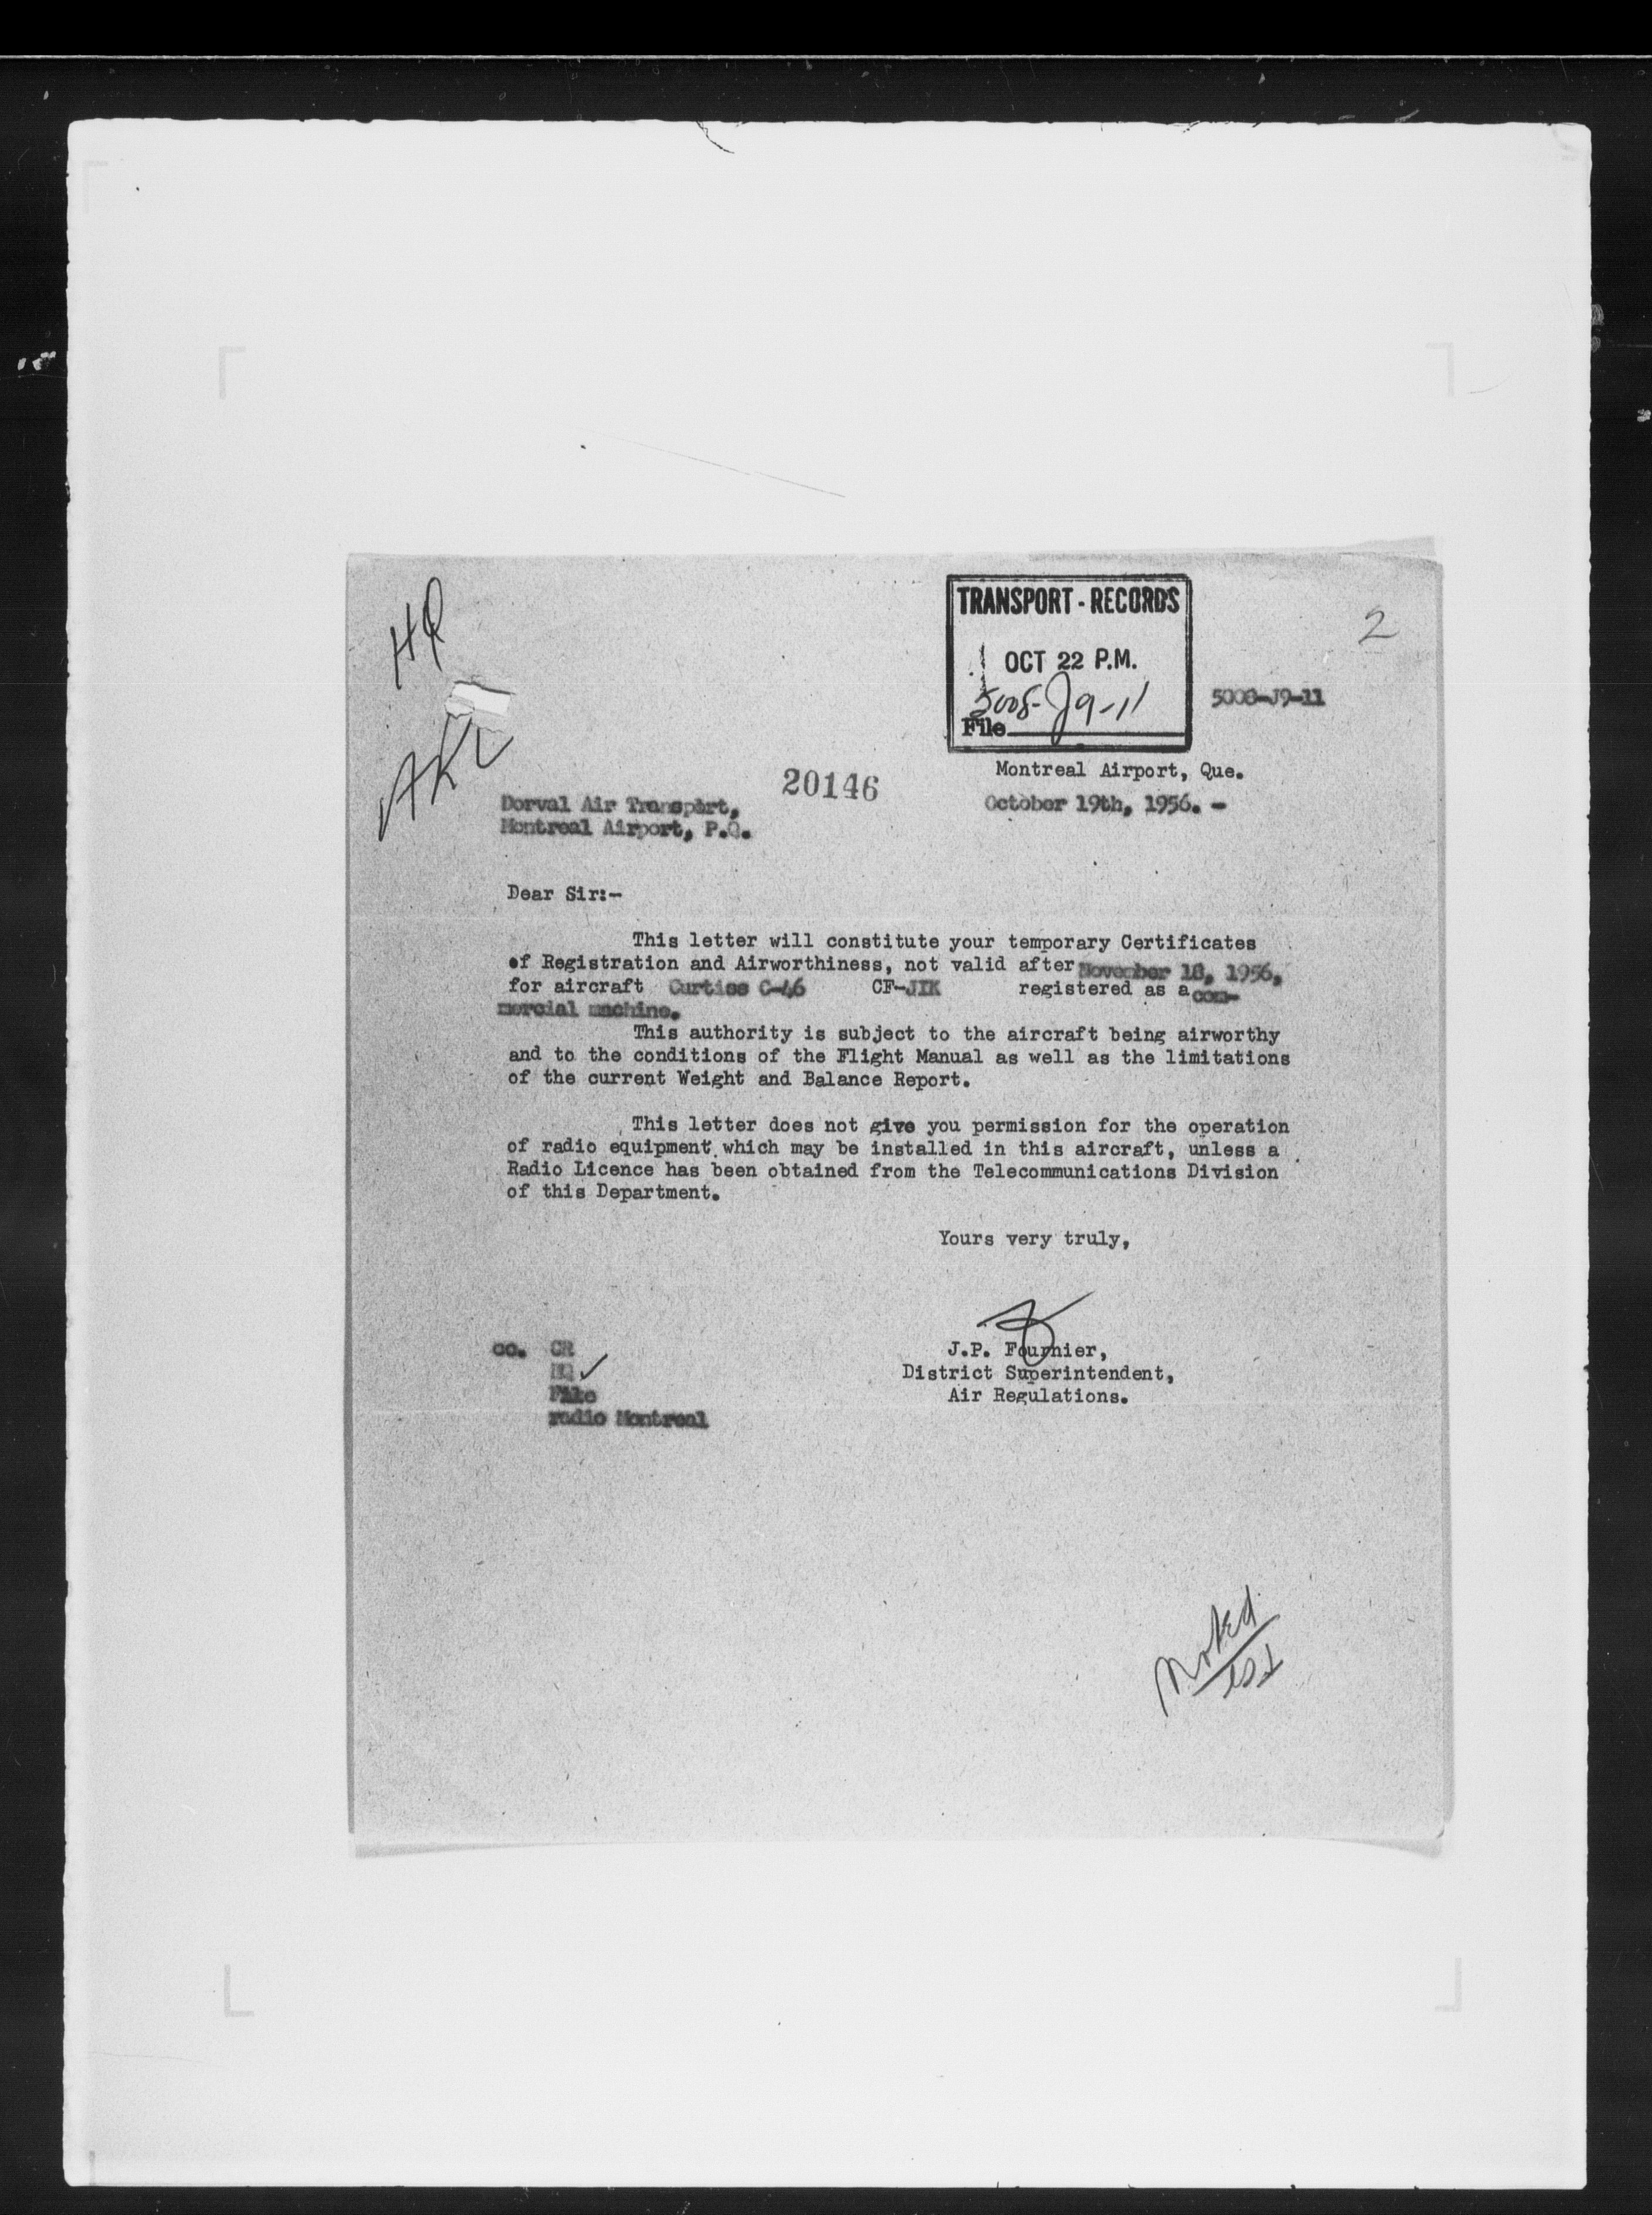 HQ
TRANSPORT - RECORDS
2
OCT 22 P.M.
5008-J9-11
5008-J9-11
File
Montreal Airport, Que.
20146
October 19th, 1956. -
Dorval Air Transport,
Montreal Airport, P.Q.
Dear Sir:-
This letter will constitute your temporary Certificates
of Registration and Airworthiness, not valid after November 18, 1956,
for aircraft Curtiss C-46 CF-JIK registered as a com-
mercial machine.
This authority is subject to the aircraft being airworthy
and to the conditions of the Flight Manual as well as the limitations
of the current Weight and Balance Report.
This letter does not give you permission for the operation
of radio equipment which may be installed in this aircraft, unless a
Radio Licence has been obtained from the Telecommunications Division
of this Department.
Yours very truly,
J.P. Fournier,
District Superintendent,
Air Regulations.
cc. CR
HQ ✓
File
radio Montreal
Noted